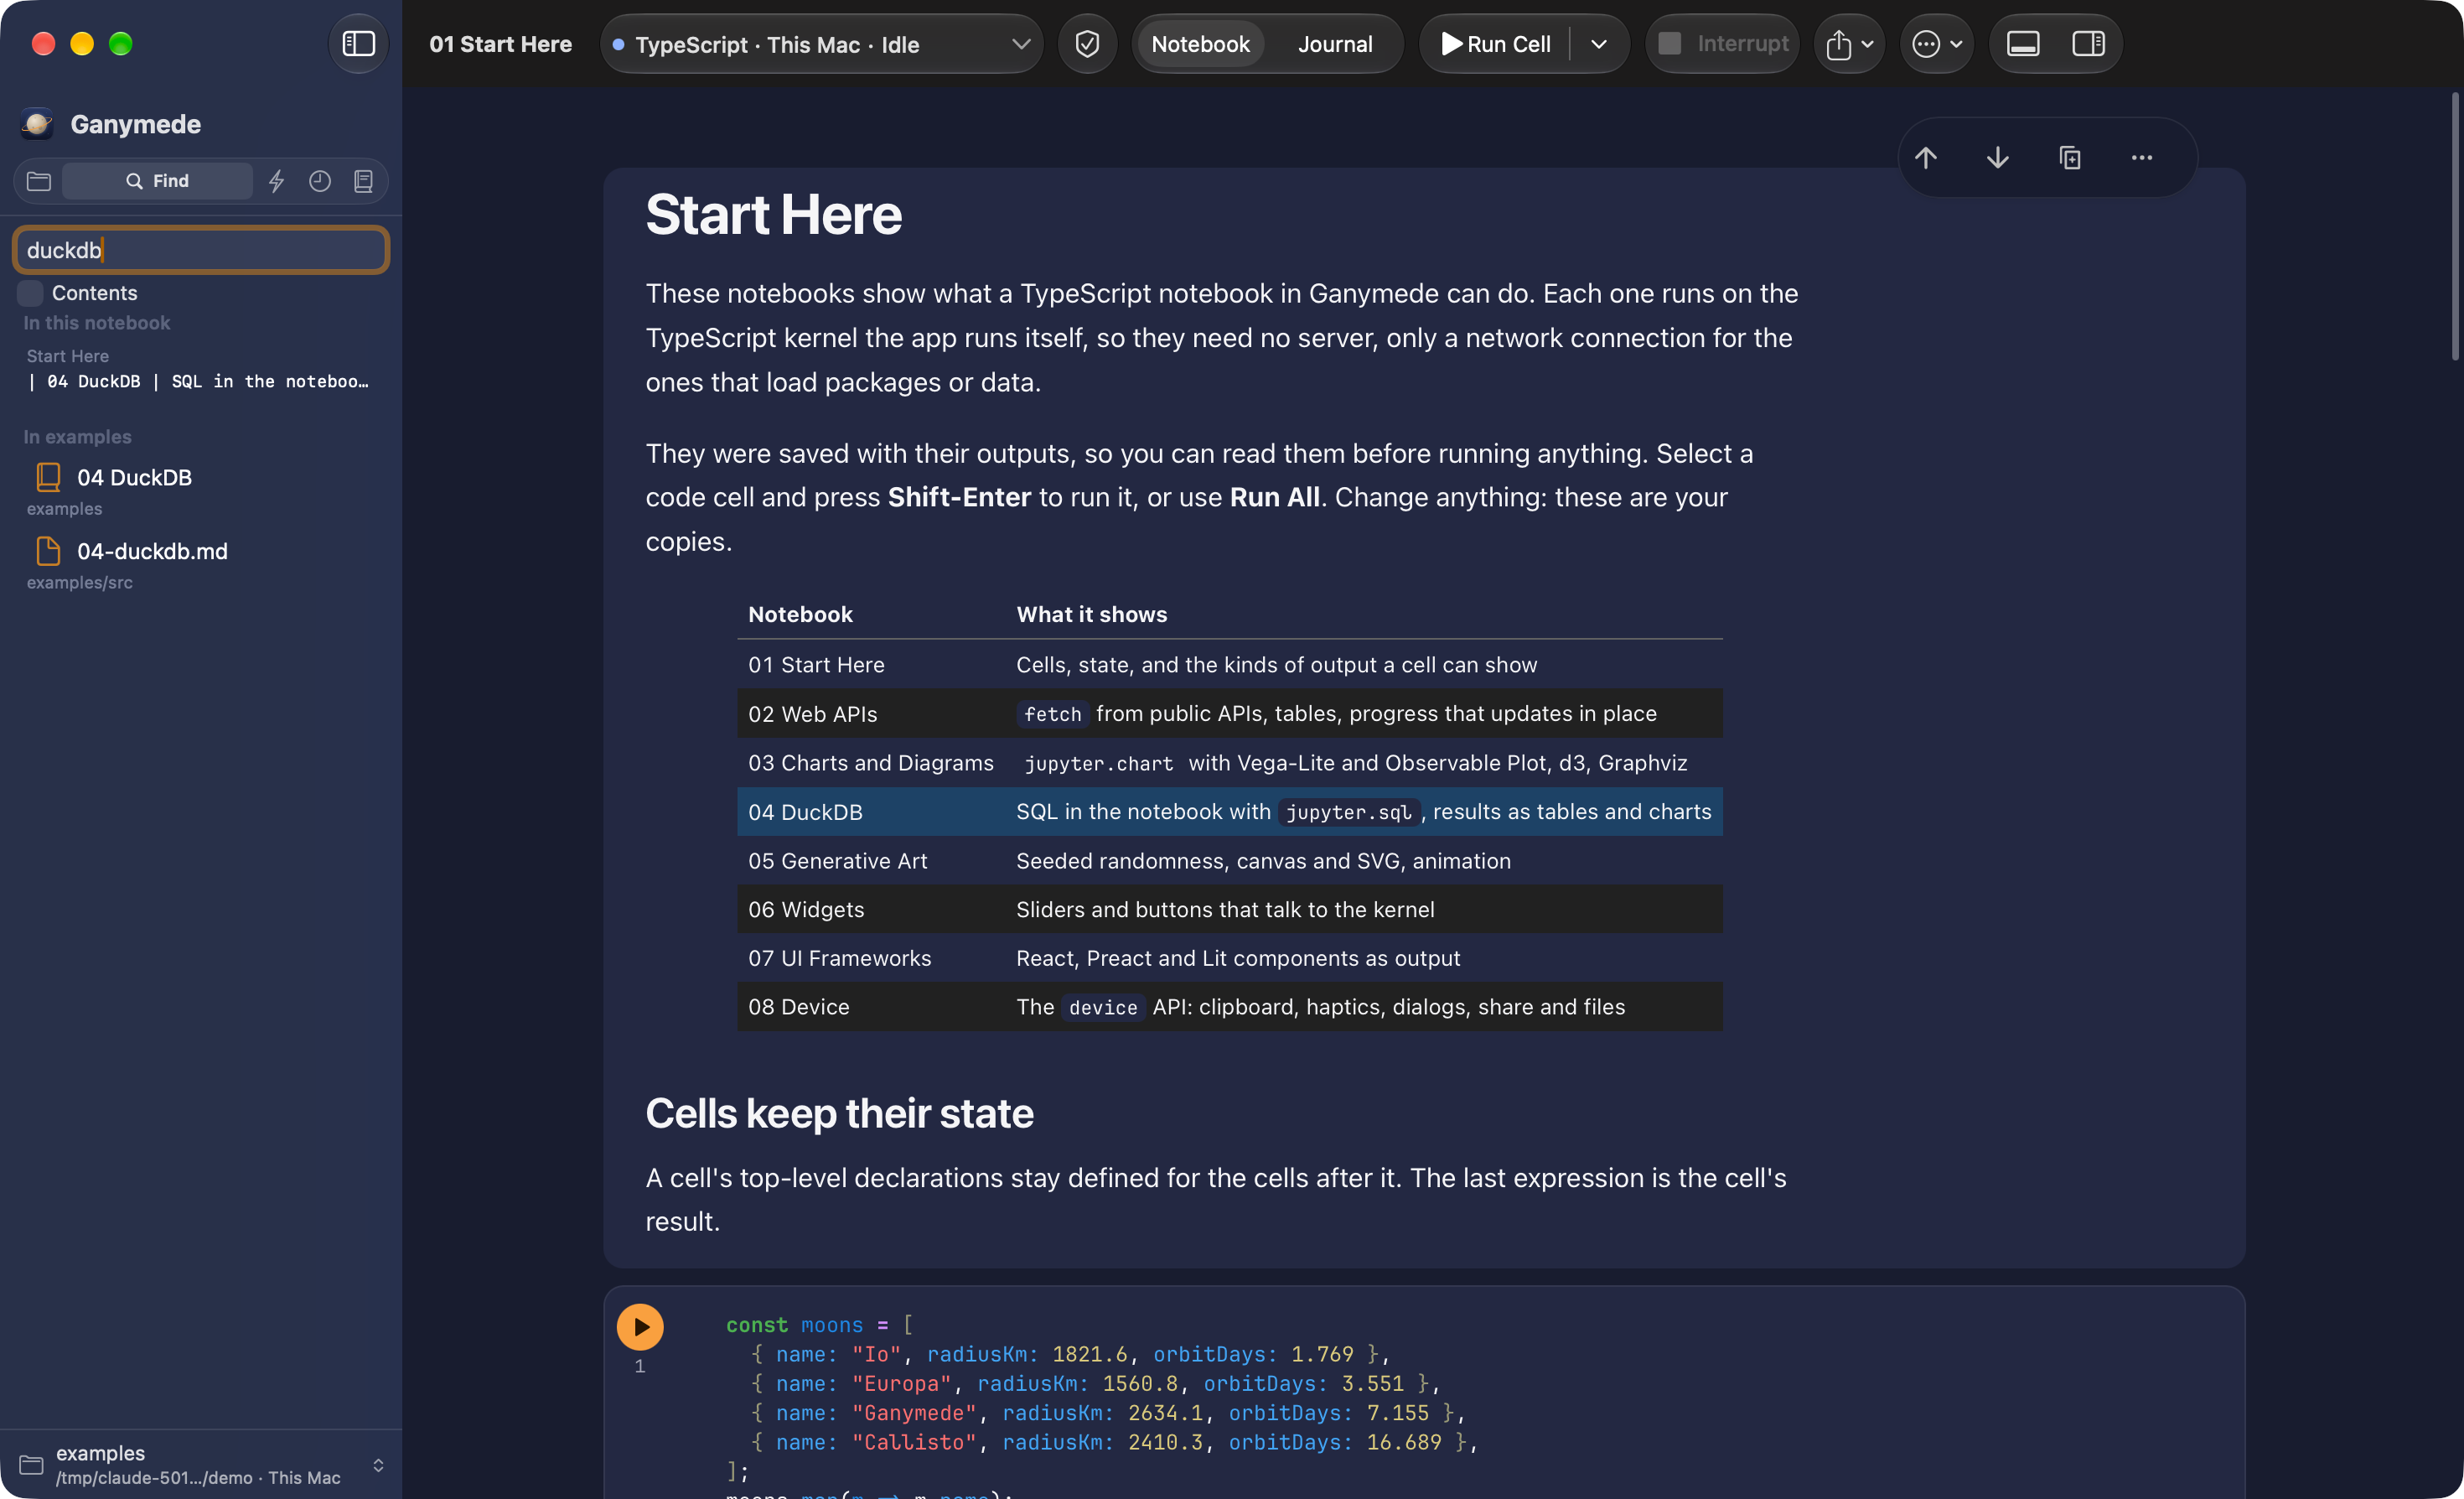 01 Start Here
TypeScript · This Mac · Idle
Notebook
Journal
Run Cell
Interrupt
Ganymede
Find
duckdb
Contents
In this notebook
Start Here
| 04 DuckDB | SQL in the noteboo…
In examples
04 DuckDB
examples
04-duckdb.md
examples/src
examples
/tmp/claude-501…/demo · This Mac
Start Here
These notebooks show what a TypeScript notebook in Ganymede can do. Each one runs on the
TypeScript kernel the app runs itself, so they need no server, only a network connection for the
ones that load packages or data.
They were saved with their outputs, so you can read them before running anything. Select a
code cell and press Shift-Enter to run it, or use Run All. Change anything: these are your
copies.
Notebook What it shows
01 Start Here Cells, state, and the kinds of output a cell can show
02 Web APIs fetch from public APIs, tables, progress that updates in place
03 Charts and Diagrams jupyter.chart with Vega-Lite and Observable Plot, d3, Graphviz
04 DuckDB SQL in the notebook with jupyter.sql, results as tables and charts
05 Generative Art Seeded randomness, canvas and SVG, animation
06 Widgets Sliders and buttons that talk to the kernel
07 UI Frameworks React, Preact and Lit components as output
08 Device The device API: clipboard, haptics, dialogs, share and files
Cells keep their state
A cell's top-level declarations stay defined for the cells after it. The last expression is the cell's
result.
1
const moons = [
{ name: "Io", radiusKm: 1821.6, orbitDays: 1.769 },
{ name: "Europa", radiusKm: 1560.8, orbitDays: 3.551 },
{ name: "Ganymede", radiusKm: 2634.1, orbitDays: 7.155 },
{ name: "Callisto", radiusKm: 2410.3, orbitDays: 16.689 },
];